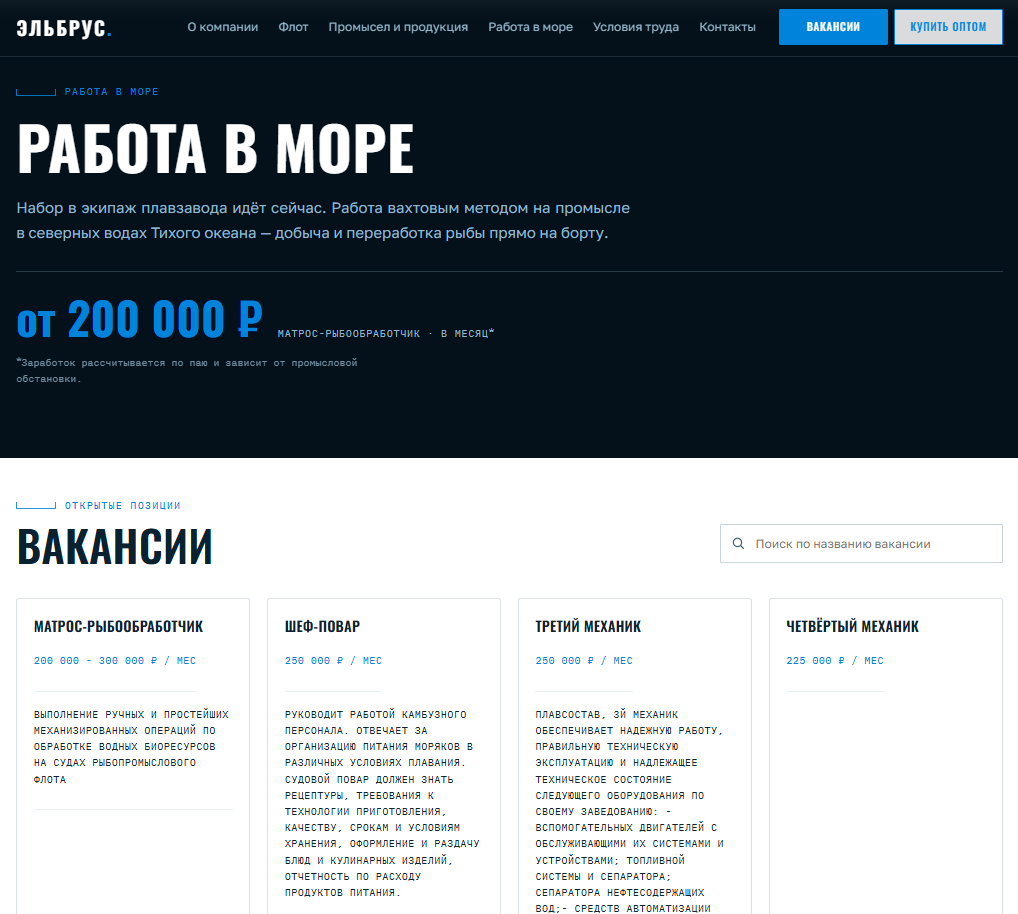 ЭЛЬБРУС.
О компании Флот Промысел и продукция Работа в море Условия труда Контакты ВАКАНСИИ КУПИТЬ ОПТОМ
РАБОТА В МОРЕ
РАБОТА В МОРЕ
Набор в экипаж плавзавода идёт сейчас. Работа вахтовым методом на промысле
в северных водах Тихого океана — добыча и переработка рыбы прямо на борту.
от 200 000 ₽ МАТРОС-РЫБООБРАБОТЧИК · В МЕСЯЦ*
*Заработок рассчитывается по паю и зависит от промысловой
обстановки.
ОТКРЫТЫЕ ПОЗИЦИИ
ВАКАНСИИ
Поиск по названию вакансии
МАТРОС-РЫБООБРАБОТЧИК
200 000 - 300 000 ₽ / МЕС
ВЫПОЛНЕНИЕ РУЧНЫХ И ПРОСТЕЙШИХ
МЕХАНИЗИРОВАННЫХ ОПЕРАЦИЙ ПО
ОБРАБОТКЕ ВОДНЫХ БИОРЕСУРСОВ
НА СУДАХ РЫБОПРОМЫСЛОВОГО
ФЛОТА
ШЕФ-ПОВАР
250 000 ₽ / МЕС
РУКОВОДИТ РАБОТОЙ КАМБУЗНОГО
ПЕРСОНАЛА. ОТВЕЧАЕТ ЗА
ОРГАНИЗАЦИЮ ПИТАНИЯ МОРЯКОВ В
РАЗЛИЧНЫХ УСЛОВИЯХ ПЛАВАНИЯ.
СУДОВОЙ ПОВАР ДОЛЖЕН ЗНАТЬ
РЕЦЕПТУРЫ, ТРЕБОВАНИЯ К
ТЕХНОЛОГИИ ПРИГОТОВЛЕНИЯ,
КАЧЕСТВУ, СРОКАМ И УСЛОВИЯМ
ХРАНЕНИЯ, ОФОРМЛЕНИЕ И РАЗДАЧУ
БЛЮД И КУЛИНАРНЫХ ИЗДЕЛИЙ,
ОТЧЕТНОСТЬ ПО РАСХОДУ
ПРОДУКТОВ ПИТАНИЯ.
ТРЕТИЙ МЕХАНИК
250 000 ₽ / МЕС
ПЛАВСОСТАВ, 3Й МЕХАНИК
ОБЕСПЕЧИВАЕТ НАДЕЖНУЮ РАБОТУ,
ПРАВИЛЬНУЮ ТЕХНИЧЕСКУЮ
ЭКСПЛУАТАЦИЮ И НАДЛЕЖАЩЕЕ
ТЕХНИЧЕСКОЕ СОСТОЯНИЕ
СЛЕДУЮЩЕГО ОБОРУДОВАНИЯ ПО
СВОЕМУ ЗАВЕДОВАНИЮ: -
ВСПОМОГАТЕЛЬНЫХ ДВИГАТЕЛЕЙ С
ОБСЛУЖИВАЮЩИМИ ИХ СИСТЕМАМИ И
УСТРОЙСТВАМИ; ТОПЛИВНОЙ
СИСТЕМЫ И СЕПАРАТОРА;
СЕПАРАТОРА НЕФТЕСОДЕРЖАЩИХ
ВОД;- СРЕДСТВ АВТОМАТИЗАЦИИ
ЧЕТВЁРТЫЙ МЕХАНИК
225 000 ₽ / МЕС